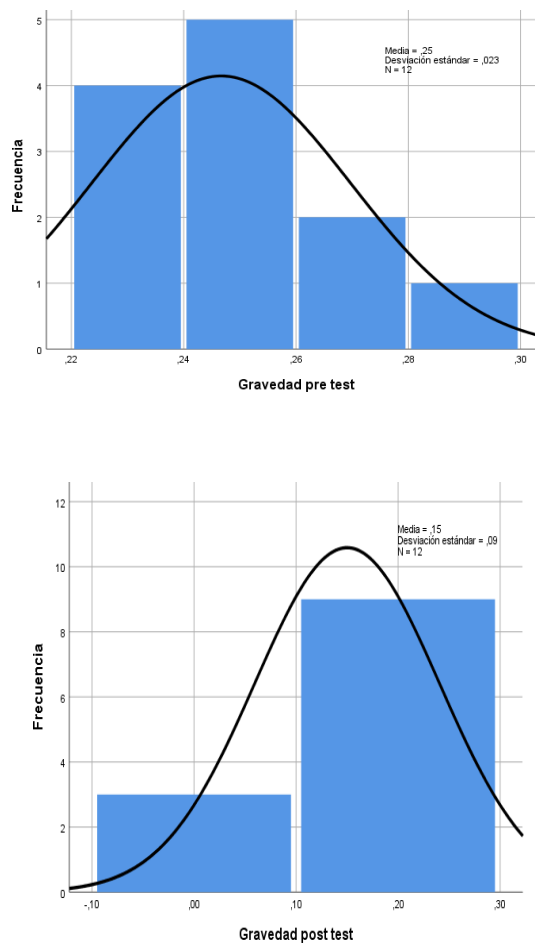 5
Media = ,25
Desviación estándar = ,023
N = 12
4
3
2
1
0
Frecuencia
,22 ,24 ,26 ,28 ,30
Gravedad pre test
12
Media = ,15
Desviación estándar = ,09
N = 12
10
8
6
4
2
0
Frecuencia
-,10 ,00 ,10 ,20 ,30
Gravedad post test